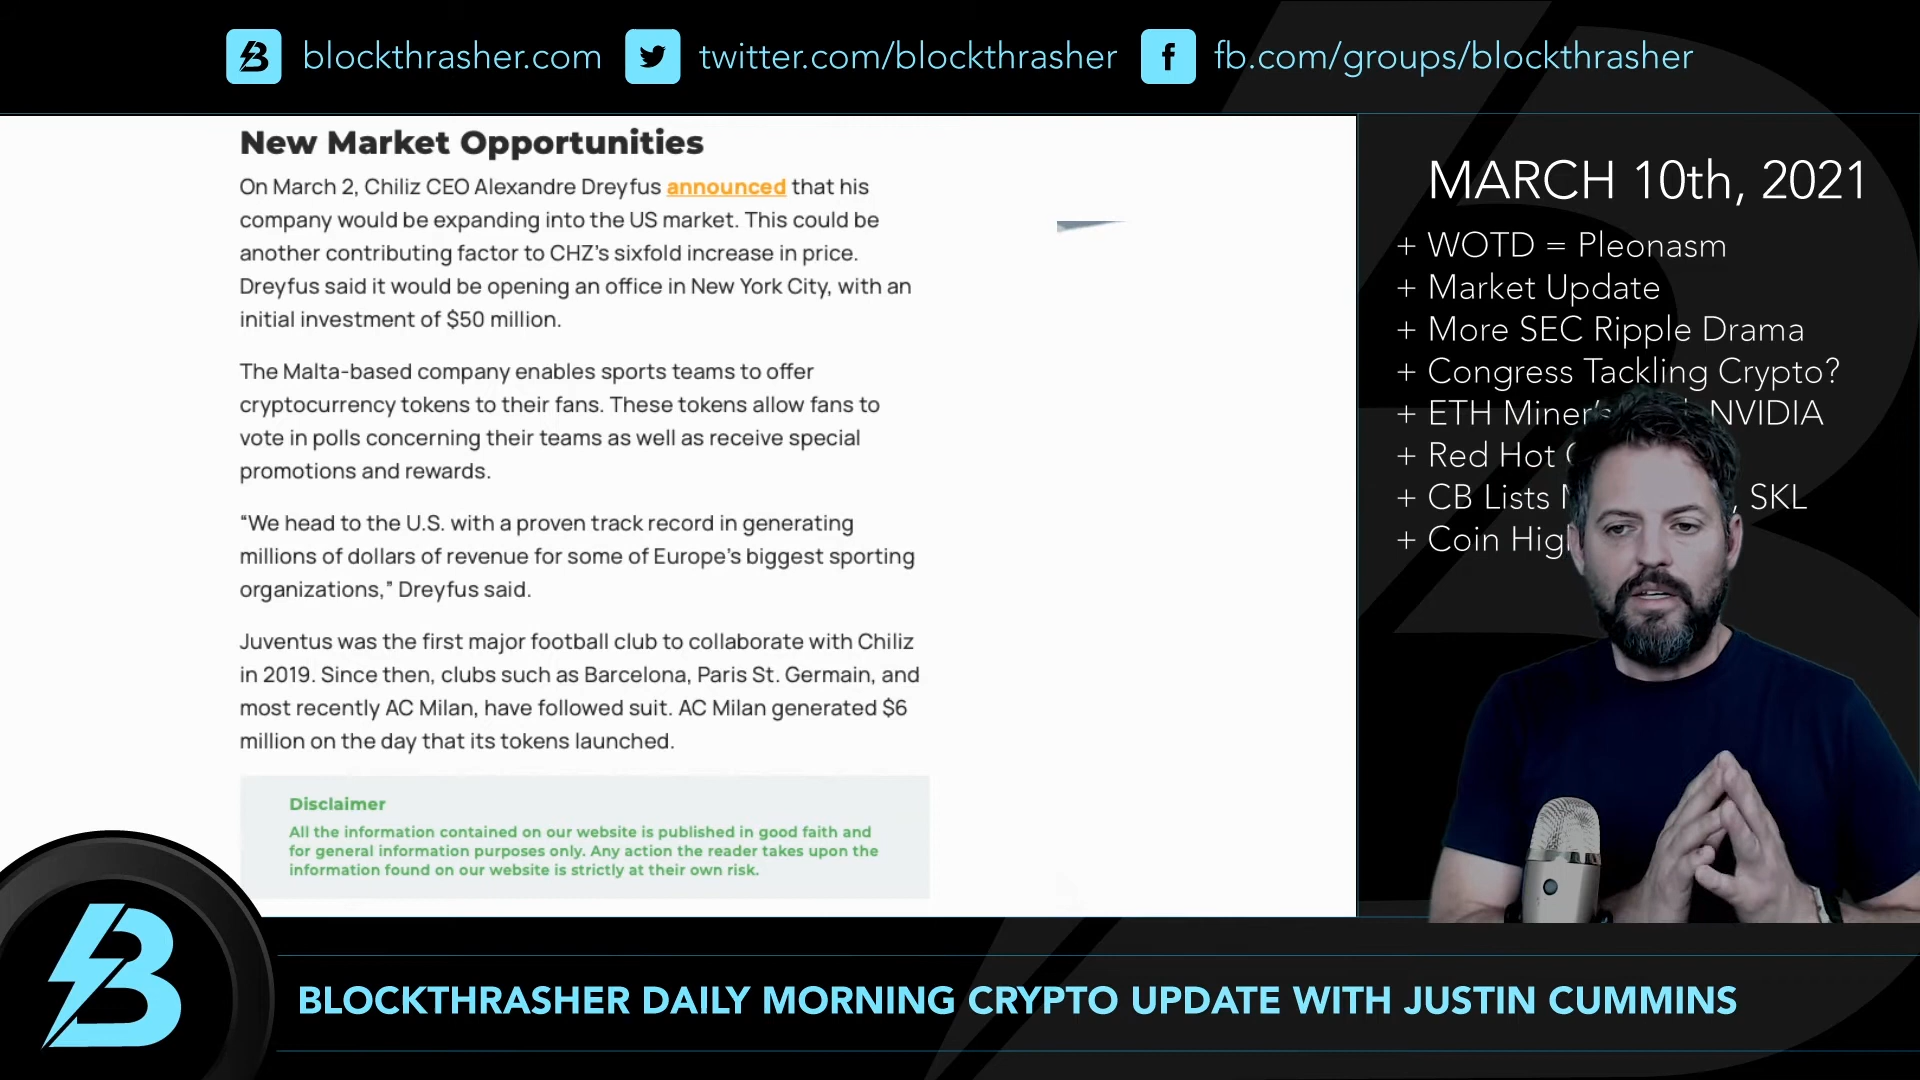 blockthrasher.com twitter.com/blockthrasher fb.com/groups/blockthrasher
New Market Opportunities
On March 2, Chiliz CEO Alexandre Dreyfus announced that his
company would be expanding into the US market. This could be
another contributing factor to CHZ’s sixfold increase in price.
Dreyfus said it would be opening an office in New York City, with an
initial investment of $50 million.
The Malta-based company enables sports teams to offer
cryptocurrency tokens to their fans. These tokens allow fans to
vote in polls concerning their teams as well as receive special
promotions and rewards.
“We head to the U.S. with a proven track record in generating
millions of dollars of revenue for some of Europe’s biggest sporting
organizations,” Dreyfus said.
Juventus was the first major football club to collaborate with Chiliz
in 2019. Since then, clubs such as Barcelona, Paris St. Germain, and
most recently AC Milan, have followed suit. AC Milan generated $6
million on the day that its tokens launched.
Disclaimer
All the information contained on our website is published in good faith and
for general information purposes only. Any action the reader takes upon the
information found on our website is strictly at their own risk.
MARCH 10th, 2021
+ WOTD = Pleonasm
+ Market Update
+ More SEC Ripple Drama
+ Congress Tackling Crypto?
+ ETH Miner's NVIDIA
+ Red Hot
+ CB Lists , SKL
+ Coin
BLOCKTHRASHER DAILY MORNING CRYPTO UPDATE WITH JUSTIN CUMMINS